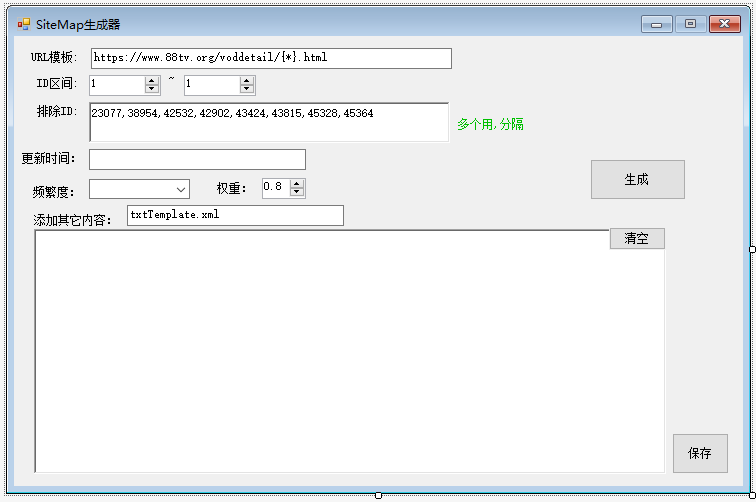 SiteMap生成器
URL模板: https://www.88tv.org/voddetail/{*}.html
ID区间: 1 ~ 1
排除ID: 23077,38954,42532,42902,43424,43815,45328,45364
多个用,分隔
更新时间:
生成
频繁度: 权重: 0.8
添加其它内容: txtTemplate.xml
清空
保存